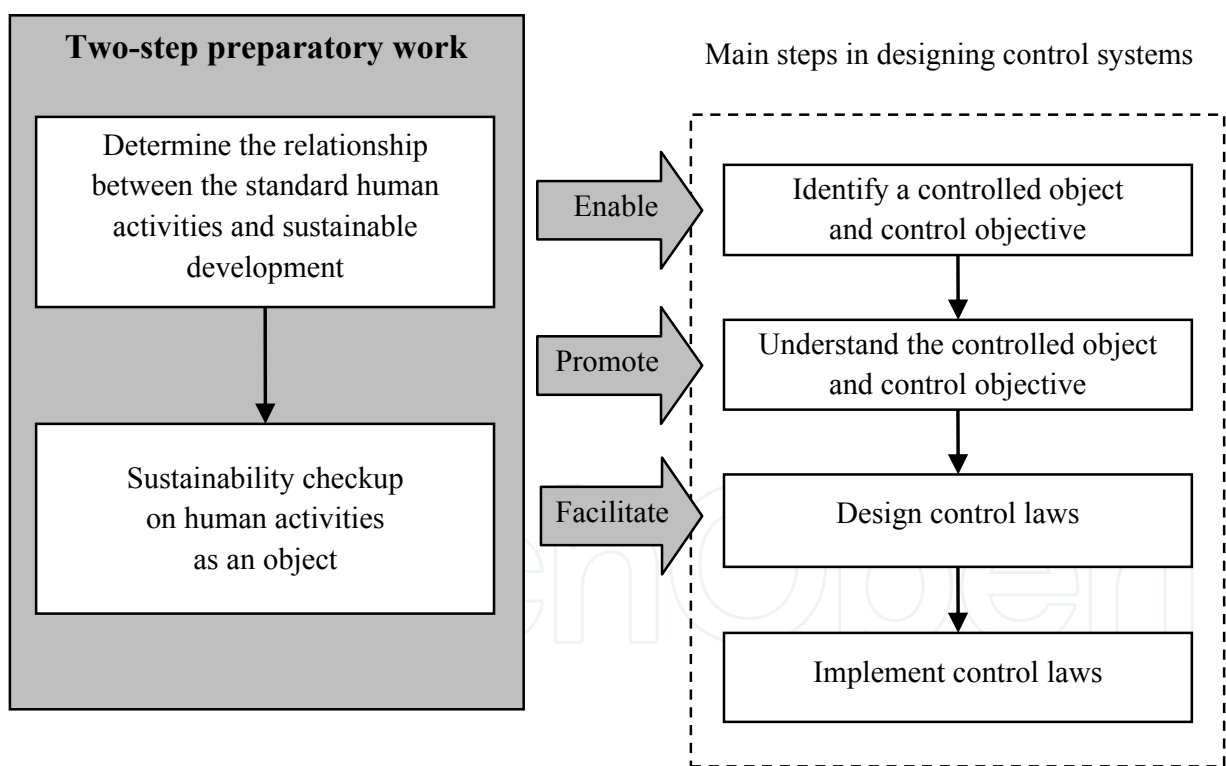 Two-step preparatory work
Determine the relationship
between the standard human
activities and sustainable
development
Sustainability checkup
on human activities
as an object
Enable
Promote
Facilitate
Main steps in designing control systems
Identify a controlled object
and control objective
Understand the controlled object
and control objective
Design control laws
Implement control laws